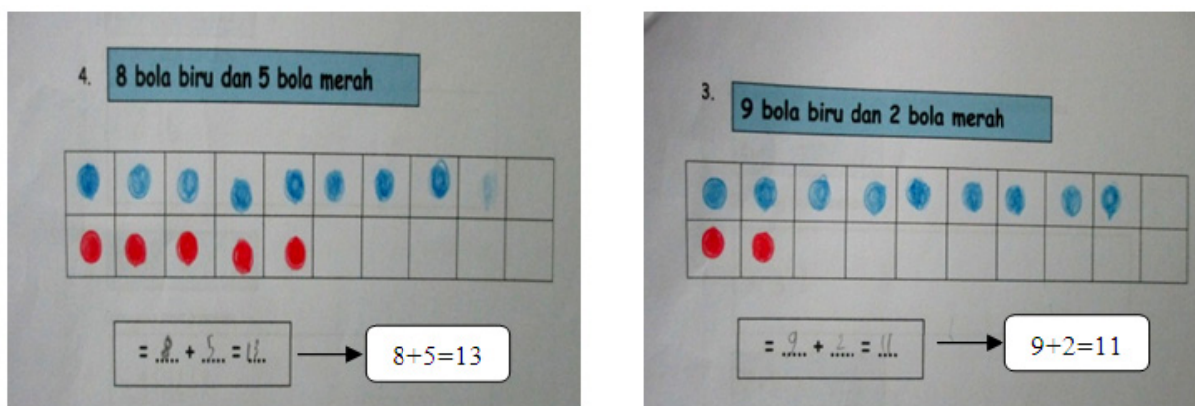 4. 8 bola biru dan 5 bola merah
= 8 + 5 = 13
8+5=13
3. 9 bola biru dan 2 bola merah
= 9 + 2 = 11
9+2=11